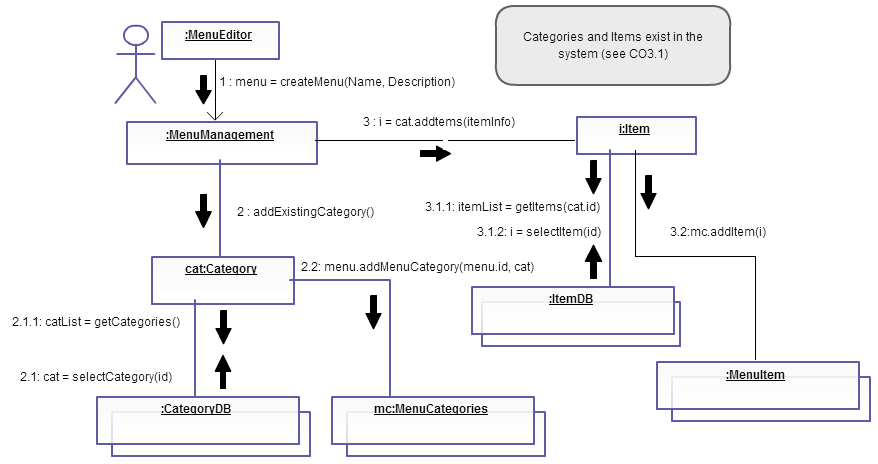 :MenuEditor
Categories and Items exist in the
system (see CO3.1)
1 : menu = createMenu(Name, Description)
:MenuManagement
3 : i = cat.addtems(itemInfo)
i:Item
2 : addExistingCategory()
3.1.1: itemList = getItems(cat.id)
3.1.2: i = selectItem(id)
3.2:mc.addItem(i)
cat:Category
2.2: menu.addMenuCategory(menu.id, cat)
:ItemDB
2.1.1: catList = getCategories()
2.1: cat = selectCategory(id)
:MenuItem
:CategoryDB
mc:MenuCategories